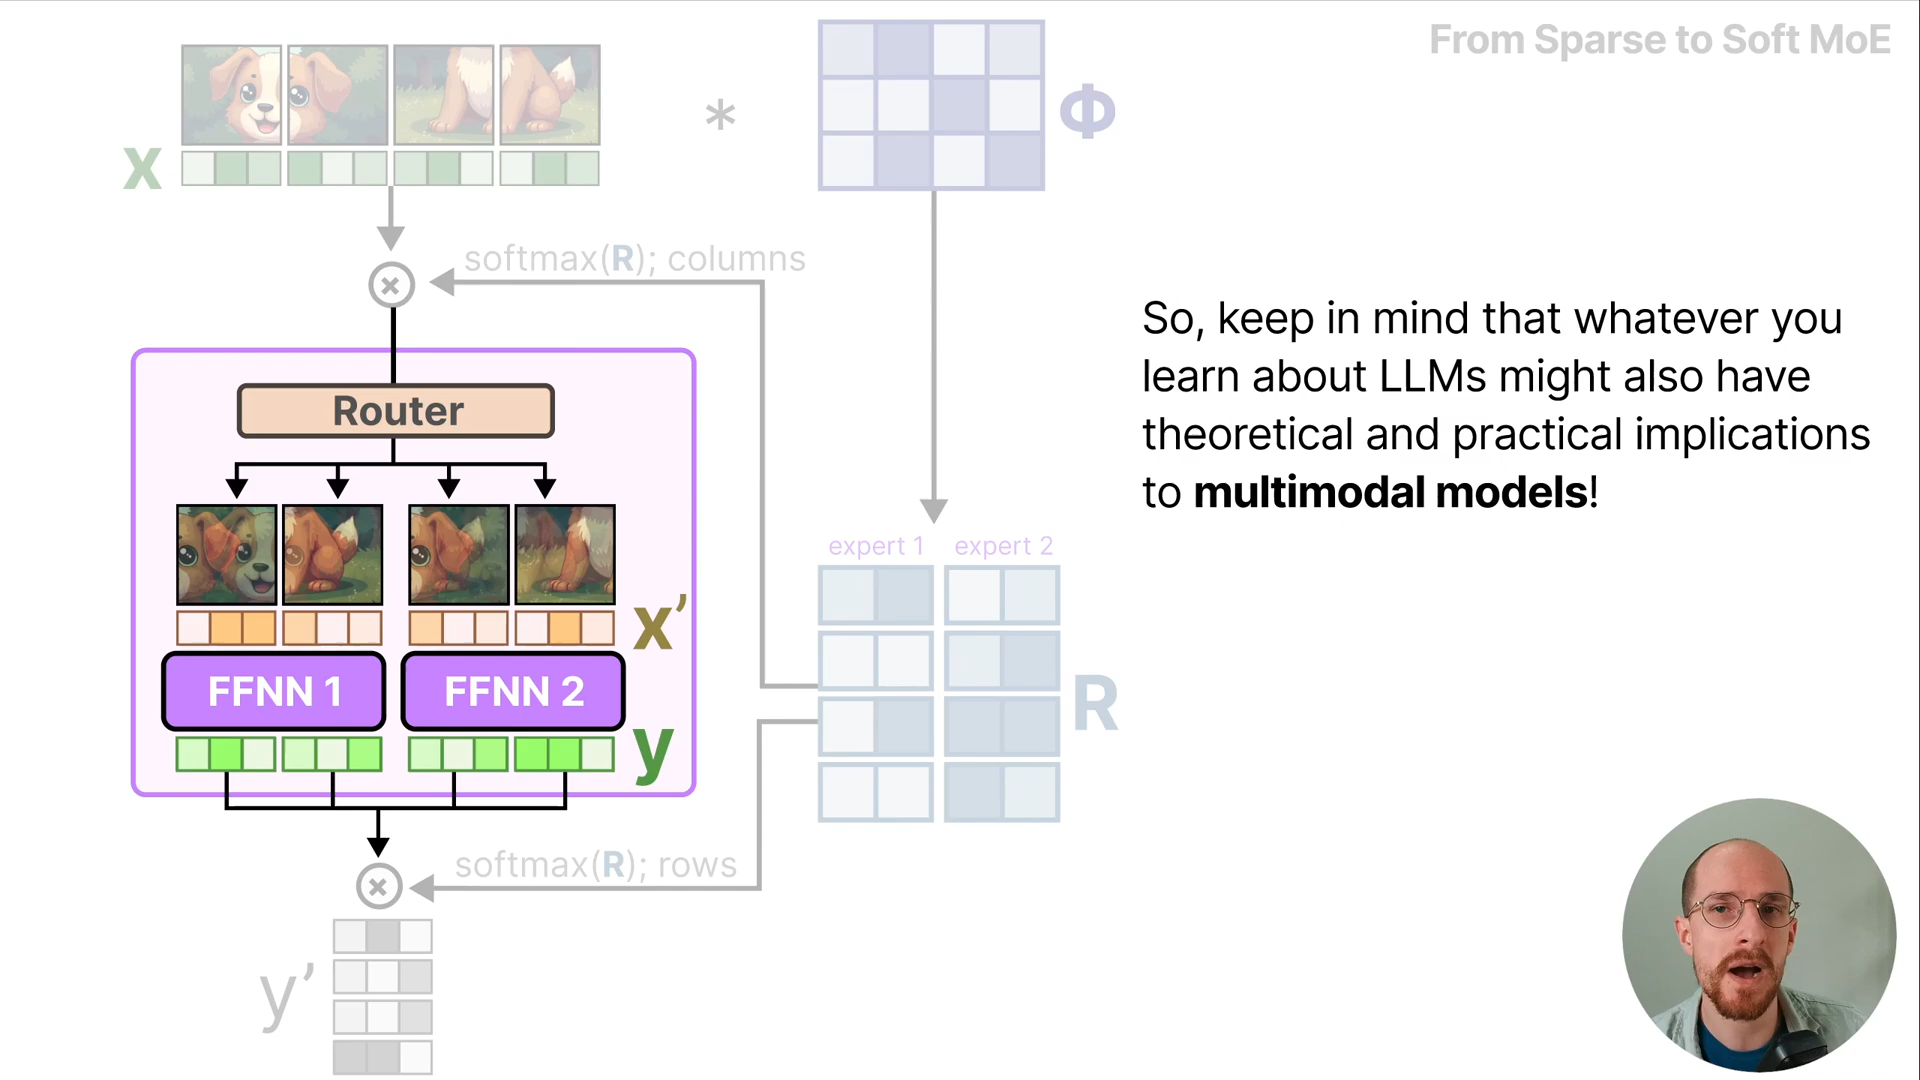 From Sparse to Soft MoE
*
Φ
X
softmax(R); columns
Router
So, keep in mind that whatever you
learn about LLMs might also have
theoretical and practical implications
to multimodal models!
expert 1 expert 2
X’
FFNN 1
FFNN 2
R
y
softmax(R); rows
y’